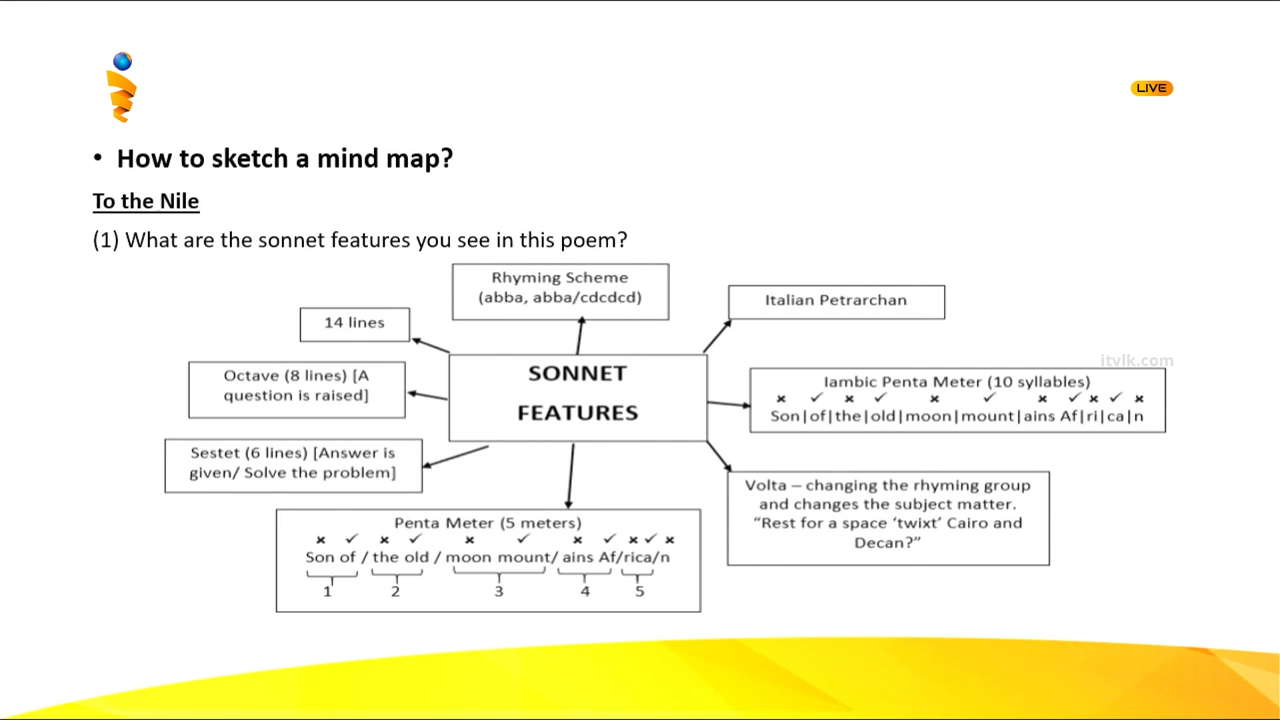 LIVE
• How to sketch a mind map?
To the Nile
(1) What are the sonnet features you see in this poem?
Rhyming Scheme
(abba, abba/cdcdcd)
Italian Petrarchan
14 lines
itvlk.com
SONNET
FEATURES
Octave (8 lines) [A
question is raised]
Iambic Penta Meter (10 syllables)
× ✓ × ✓ × ✓ × ✓ × ✓ ×
Son|of|the|old|moon|mount|ains Af|ri|ca|n
Sestet (6 lines) [Answer is
given/ Solve the problem]
Volta – changing the rhyming group
and changes the subject matter.
“Rest for a space ‘twixt’ Cairo and
Decan?”
Penta Meter (5 meters)
× ✓ × ✓ × ✓ × ✓ × ✓ ×
Son of / the old / moon mount/ ains Af/rica/n
1 2 3 4 5